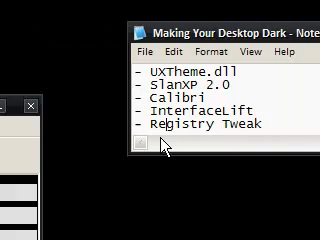 Making Your Desktop Dark - Note
File Edit Format View Help
- UXTheme.dll
- SlanXP 2.0
- Calibri
- InterfaceLift
- Registry Tweak